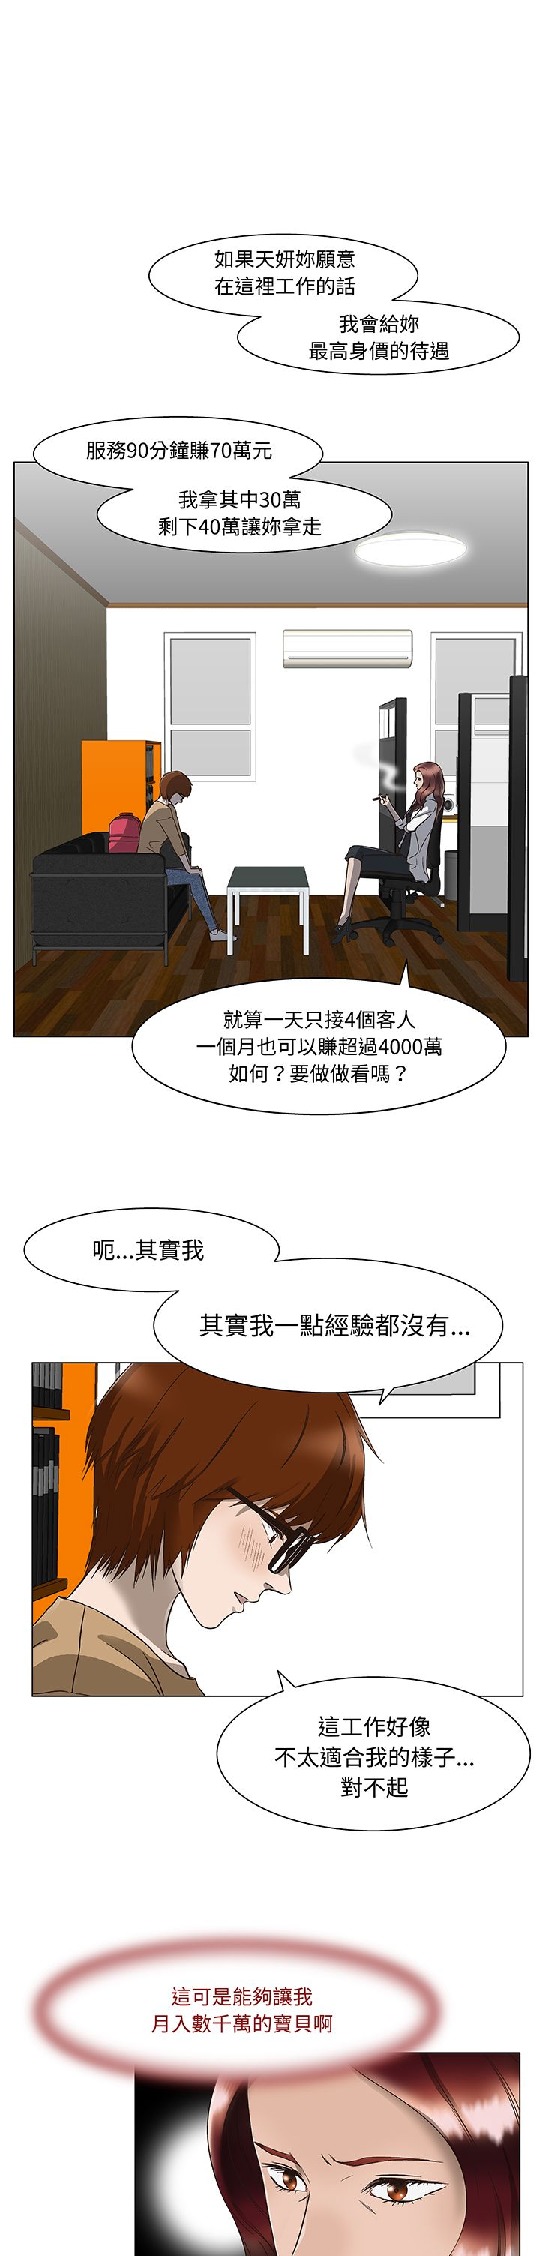 如果天妍妳願意
在這裡工作的話
我會給妳
最高身價的待遇
服務90分鐘賺70萬元
我拿其中30萬
剩下40萬讓妳拿走
就算一天只接4個客人
一個月也可以賺超過4000萬
如何？要做做看嗎？
呃...其實我
其實我一點經驗都沒有...
這工作好像
不太適合我的樣子...
對不起
這可是能夠讓我
月入數千萬的寶貝啊